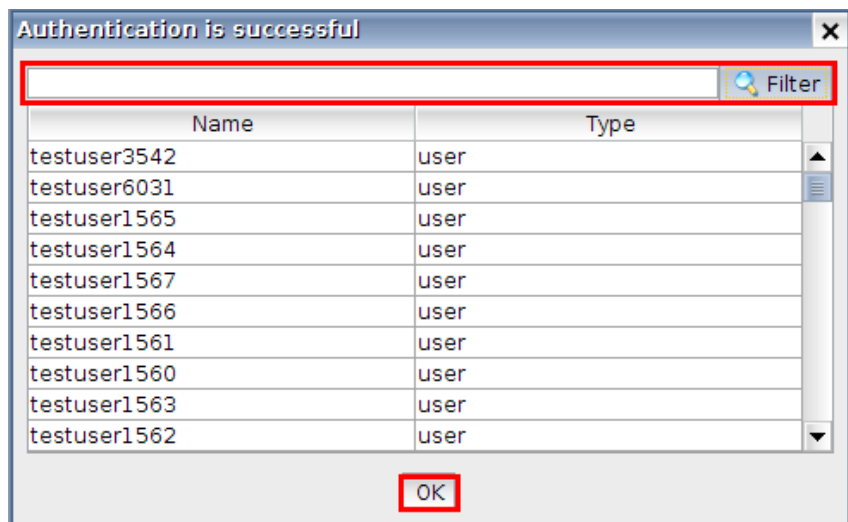 Authentication is successful
Filter
Name Type
testuser3542 user
testuser6031 user
testuser1565 user
testuser1564 user
testuser1567 user
testuser1566 user
testuser1561 user
testuser1560 user
testuser1563 user
testuser1562 user
OK